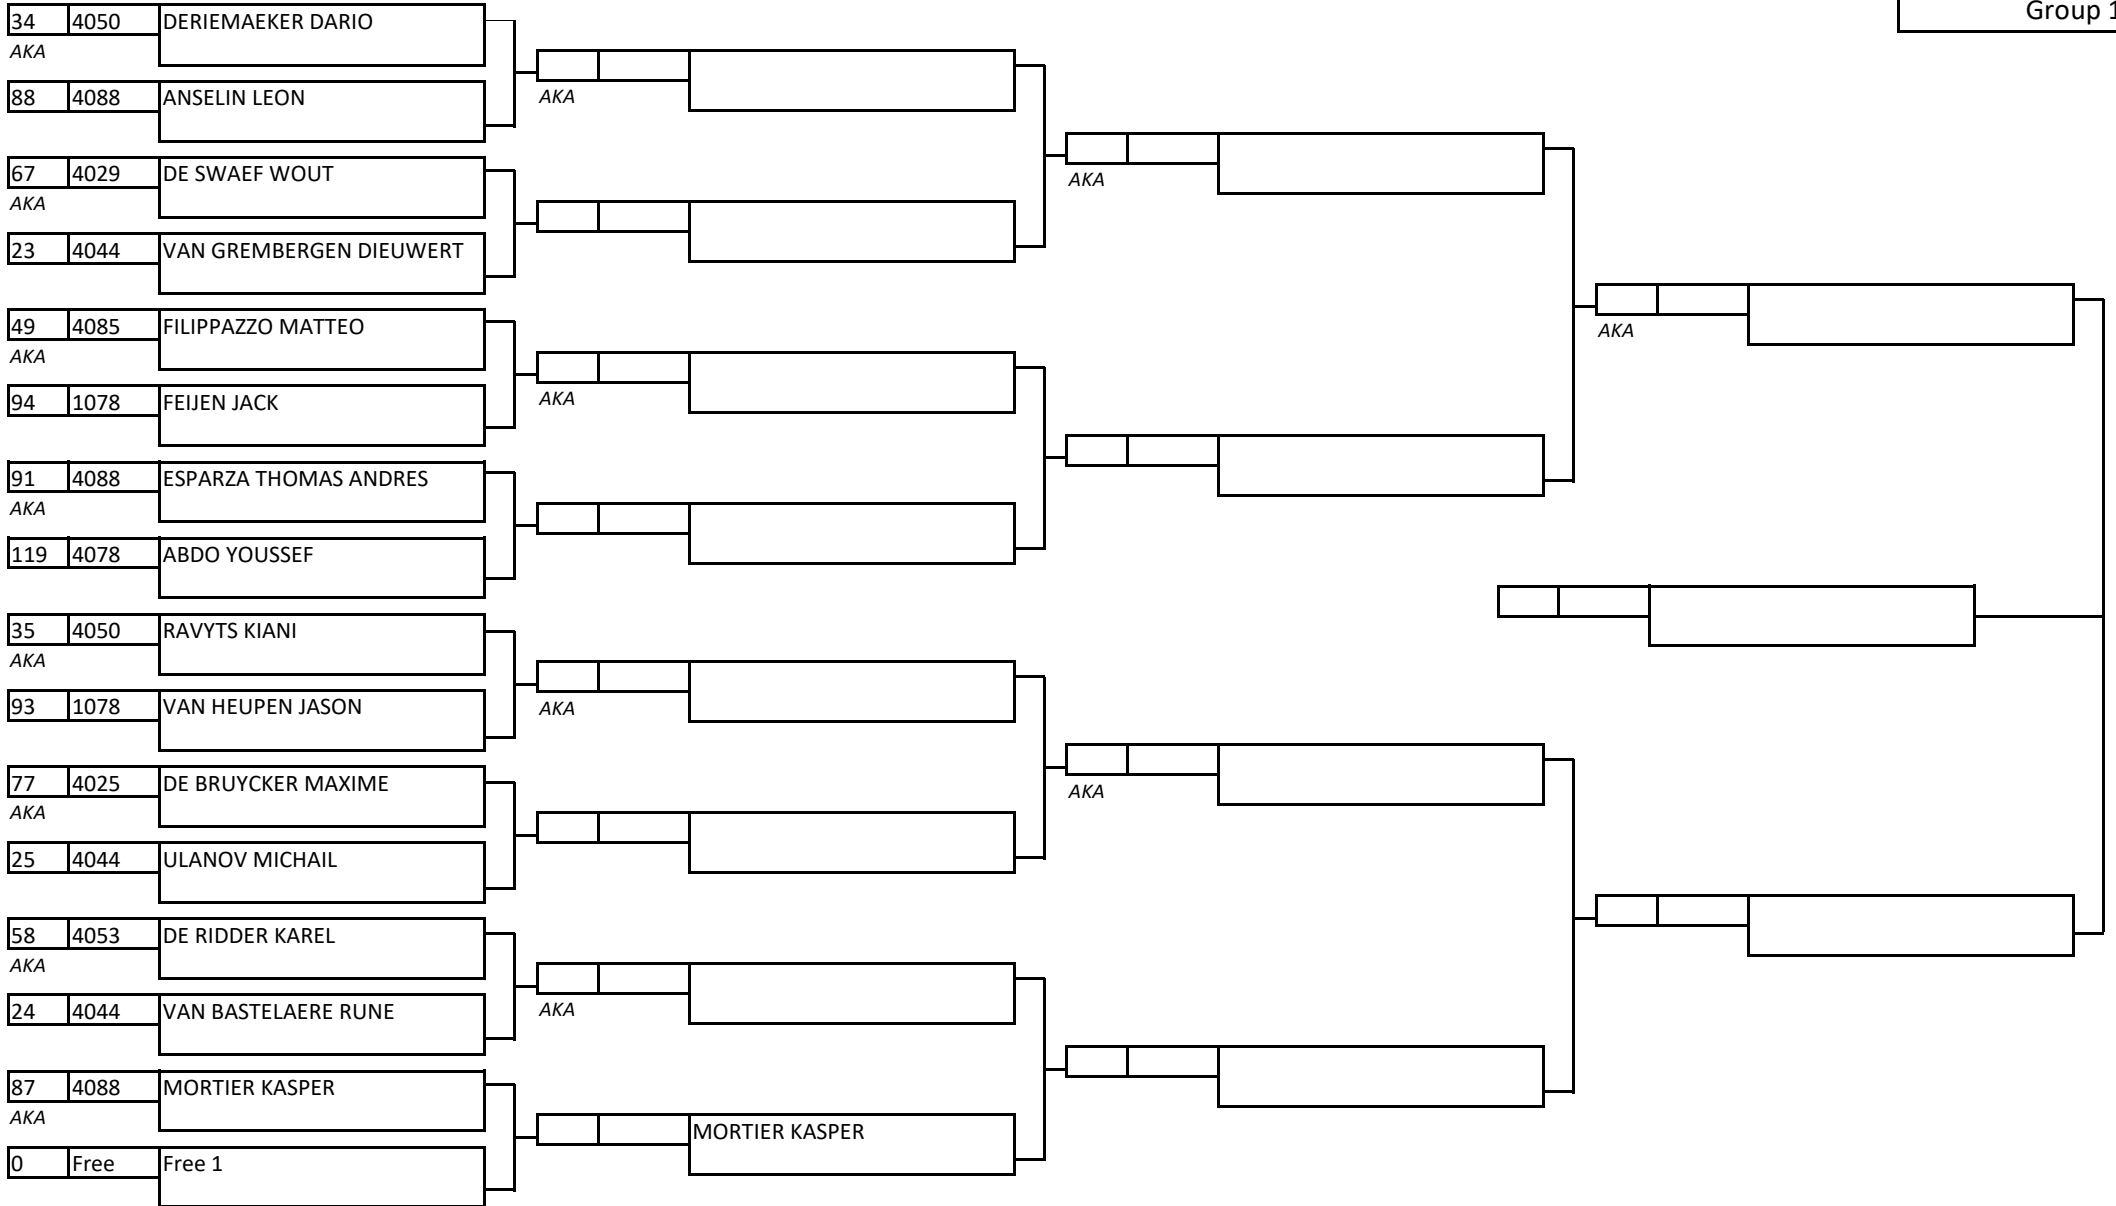 Group 1
34 4050 DERIEMAEKER DARIO
AKA
88 4088 ANSELIN LEON
AKA
67 4029 DE SWAEF WOUT
AKA
AKA
23 4044 VAN GREMBERGEN DIEUWERT
49 4085 FILIPPAZZO MATTEO
AKA
AKA
94 1078 FEIJEN JACK
AKA
91 4088 ESPARZA THOMAS ANDRES
AKA
119 4078 ABDO YOUSSEF
35 4050 RAVYTS KIANI
AKA
93 1078 VAN HEUPEN JASON
AKA
77 4025 DE BRUYCKER MAXIME
AKA
AKA
25 4044 ULANOV MICHAIL
58 4053 DE RIDDER KAREL
AKA
24 4044 VAN BASTELAERE RUNE
AKA
87 4088 MORTIER KASPER
AKA
MORTIER KASPER
0 Free Free 1